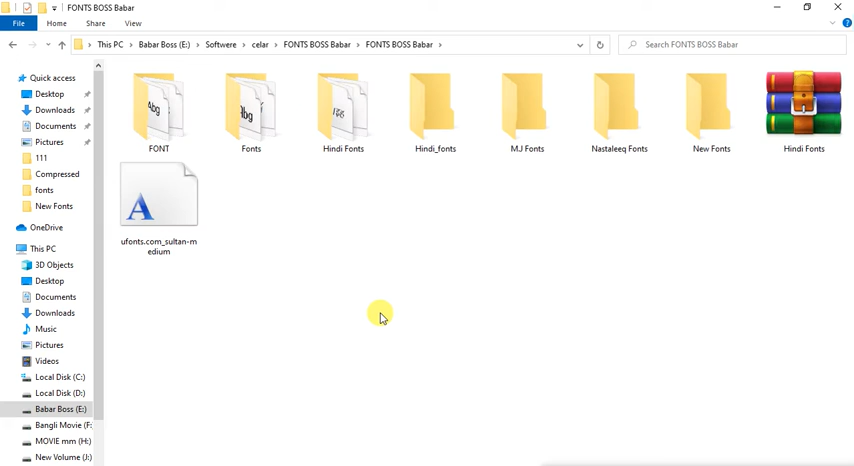 FONTS BOSS Babar
File Home Share View
This PC Babar Boss (E:) Softwere celar FONTS BOSS Babar FONTS BOSS Babar
Search FONTS BOSS Babar
Quick access
Desktop
Downloads
Documents
Pictures
111
Compressed
fonts
New Fonts
OneDrive
This PC
3D Objects
Desktop
Documents
Downloads
Music
Pictures
Videos
Local Disk (C:)
Local Disk (D:)
Babar Boss (E:)
Bangli Movie (F:
MOVIE mm (H:)
New Volume (J:)
Abg
Abg
FONT Fonts Hindi Fonts Hindi_fonts M.J Fonts Nastaleeq Fonts New Fonts Hindi Fonts
A
ufonts.com_sultan-m
edium